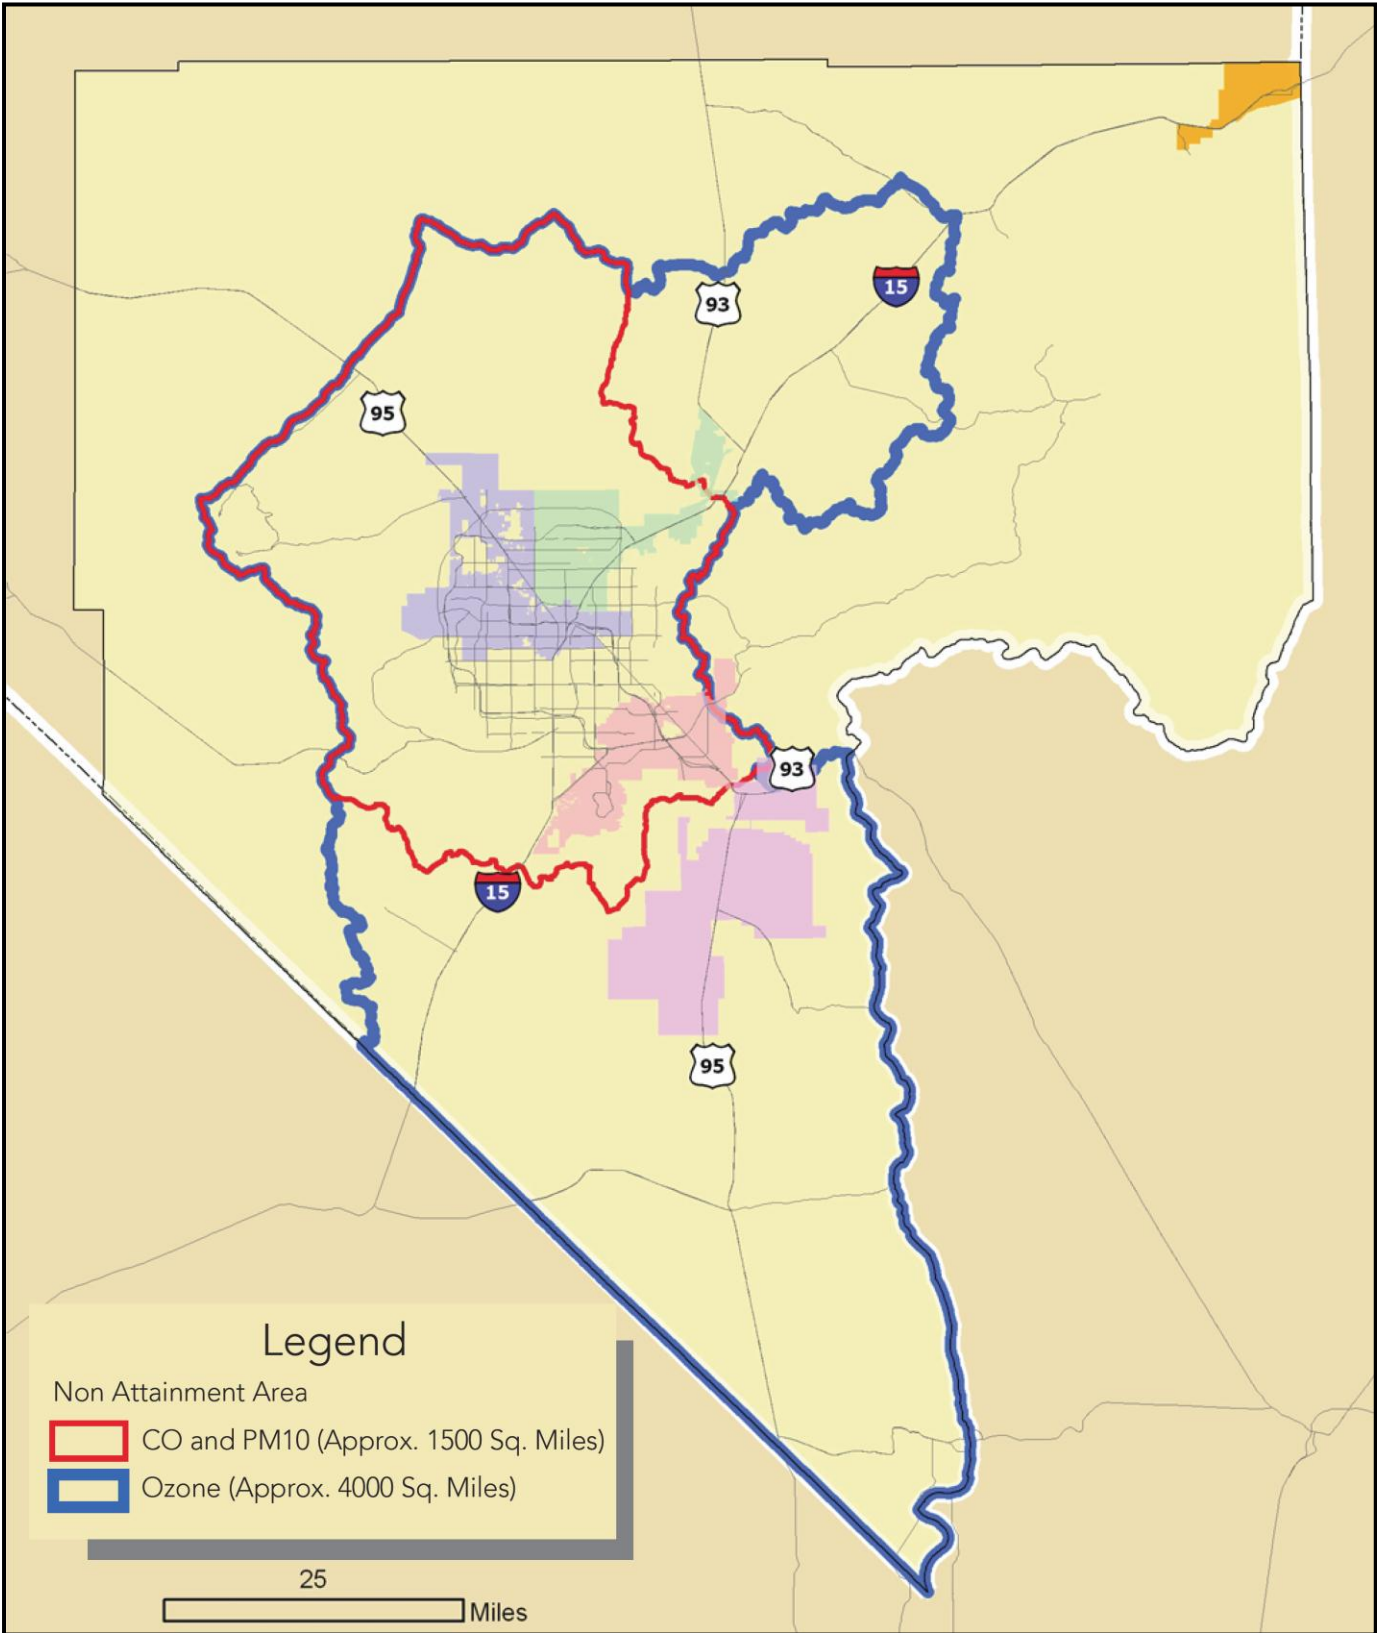 93
15
95
93
15
95
Legend
Non Attainment Area
CO and PM10 (Approx. 1500 Sq. Miles)
Ozone (Approx. 4000 Sq. Miles)
25
Miles